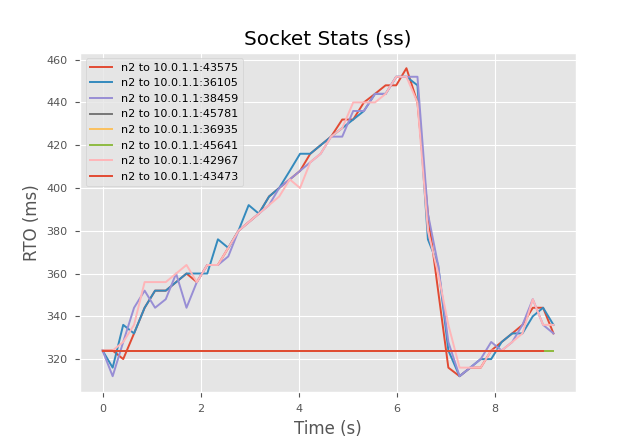 Socket Stats (ss)
n2 to 10.0.1.1:43575
n2 to 10.0.1.1:36105
n2 to 10.0.1.1:38459
n2 to 10.0.1.1:45781
n2 to 10.0.1.1:36935
n2 to 10.0.1.1:45641
n2 to 10.0.1.1:42967
n2 to 10.0.1.1:43473
460
440
420
400
380
360
340
320
RTO (ms)
0 2 4 6 8
Time (s)